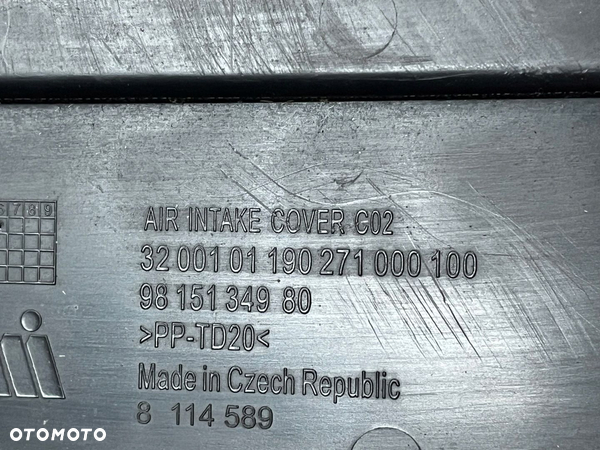 789
AIR INTAKE COVER C02
32 001 01 190 271 000 100
98 151 349 80
>PP-TD20<
Made in Czech Republic
8 114 589
OTOMOTO